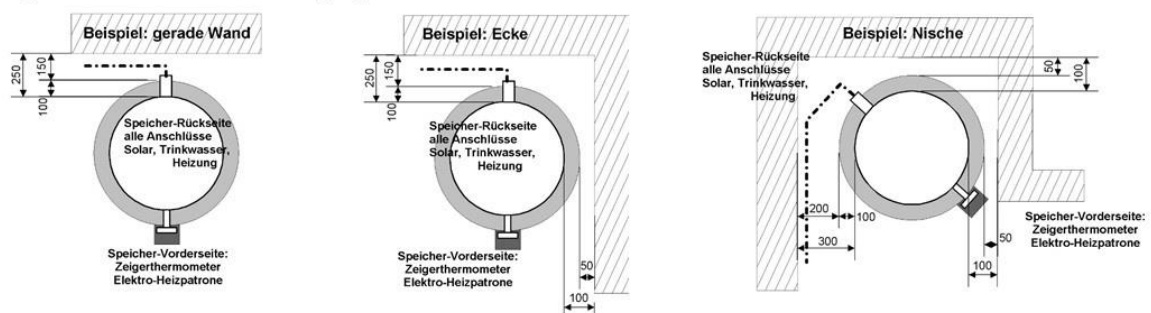 Beispiel: gerade Wand
250
150
100
Speicher-Rückseite
alle Anschlüsse
Solar, Trinkwasser,
Heizung
Speicher-Vorderseite:
Zeigerthermometer
Elektro-Heizpatrone
Beispiel: Ecke
250
150
100
Speicher-Rückseite
alle Anschlüsse
Solar, Trinkwasser,
Heizung
Speicher-Vorderseite:
Zeigerthermometer
Elektro-Heizpatrone
50
100
Beispiel: Nische
Speicher-Rückseite
alle Anschlüsse
Solar, Trinkwasser,
Heizung
50
100
200
100
300
Speicher-Vorderseite:
Zeigerthermometer
Elektro-Heizpatrone
50
100